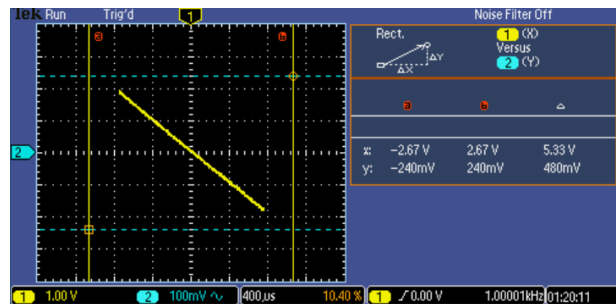 Tek Run Trig'd Noise Filter Off
1
a b
2
Rect.
ΔY
ΔX
1 (X)
Versus
2 (Y)
a b △
x: -2.67 V 2.67 V 5.33 V
y: -240mV 240mV 480mV
1 1.00 V 2 100mV 400µs 10.40 % 1 0.00 V 1.00001kHz 01:20:11